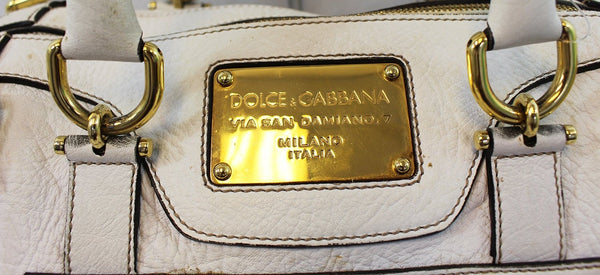 DOLCE & GABBANA
VIA SAN DAMIANO, 7
MILANO
ITALIA